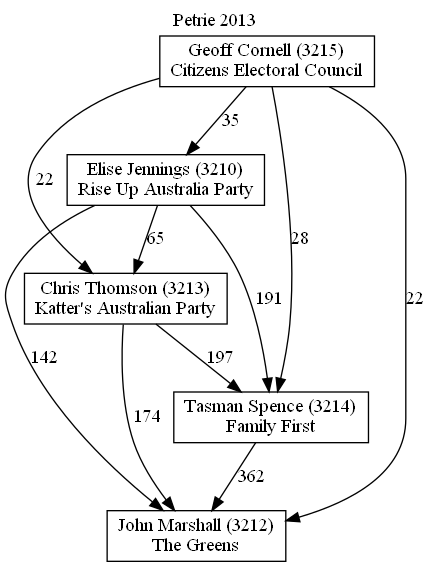 Petrie 2013
Geoff Cornell (3215)
Citizens Electoral Council
35
Elise Jennings (3210)
Rise Up Australia Party
22
65
28
Chris Thomson (3213)
Katter's Australian Party
191
22
142
197
174
Tasman Spence (3214)
Family First
362
John Marshall (3212)
The Greens